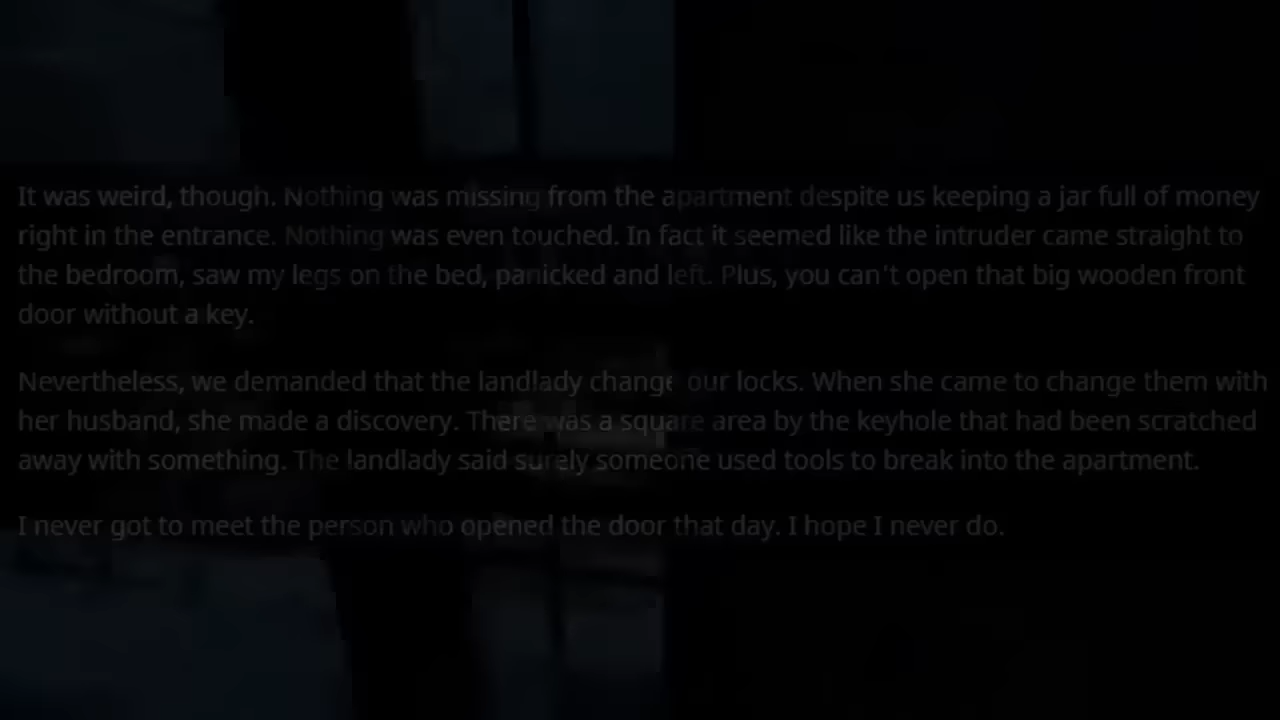 It was weird, though. Nothing was missing from the apartment despite us keeping a jar full of money
right in the entrance. Nothing was even touched. In fact it seemed like the intruder came straight to
the bedroom, saw my legs on the bed, panicked and left. Plus, you can't open that big wooden front
door without a key.
Nevertheless, we demanded that the landlady change our locks. When she came to change them with
her husband, she made a discovery. There was a square area by the keyhole that had been scratched
away with something. The landlady said surely someone used tools to break into the apartment.
I never got to meet the person who opened the door that day. I hope I never do.